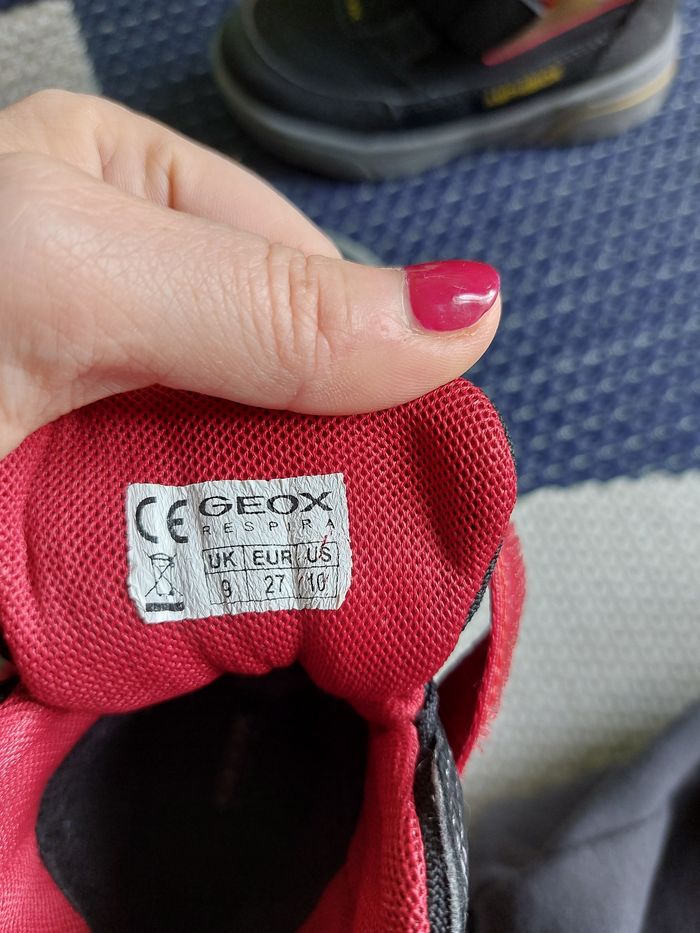 CE GEOX
RESPIRA
UK EUR US
9 27 10